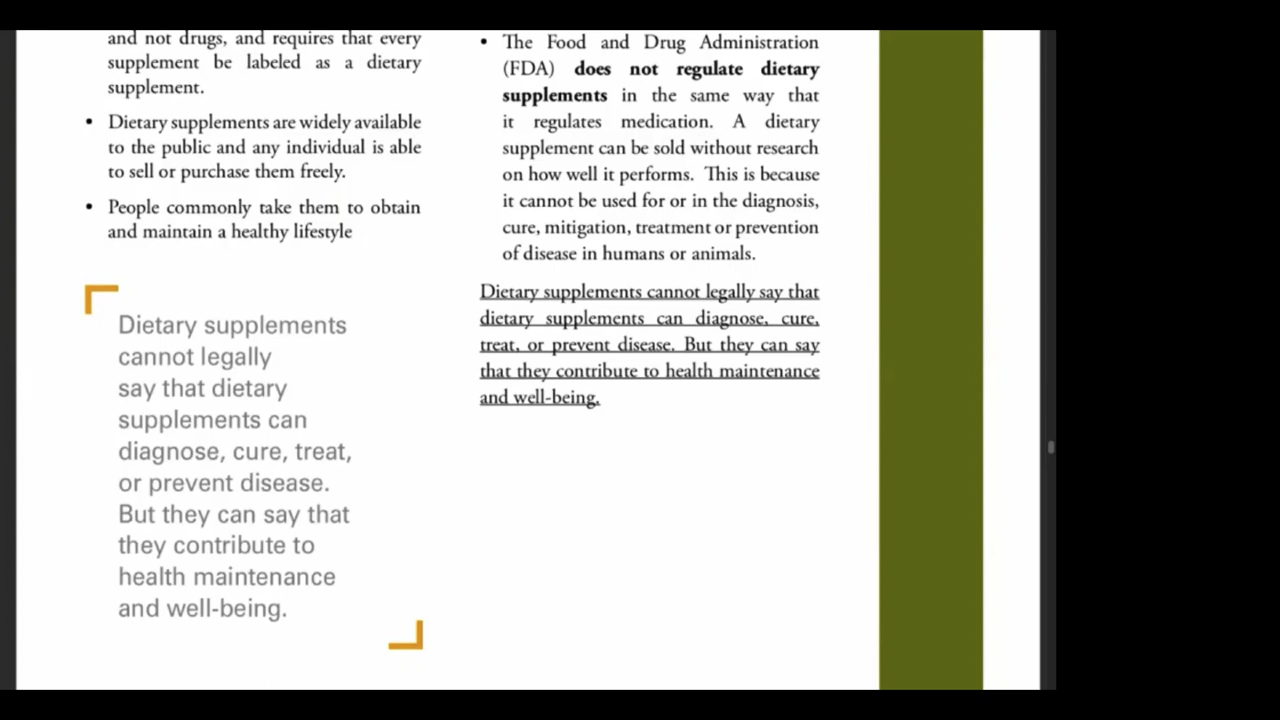 and not drugs, and requires that every
supplement be labeled as a dietary
supplement.
• Dietary supplements are widely available
to the public and any individual is able
to sell or purchase them freely.
• People commonly take them to obtain
and maintain a healthy lifestyle
Dietary supplements
cannot legally
say that dietary
supplements can
diagnose, cure, treat,
or prevent disease.
But they can say that
they contribute to
health maintenance
and well-being.
• The Food and Drug Administration
(FDA) does not regulate dietary
supplements in the same way that
it regulates medication. A dietary
supplement can be sold without research
on how well it performs. This is because
it cannot be used for or in the diagnosis,
cure, mitigation, treatment or prevention
of disease in humans or animals.
Dietary supplements cannot legally say that
dietary supplements can diagnose, cure,
treat, or prevent disease. But they can say
that they contribute to health maintenance
and well-being.